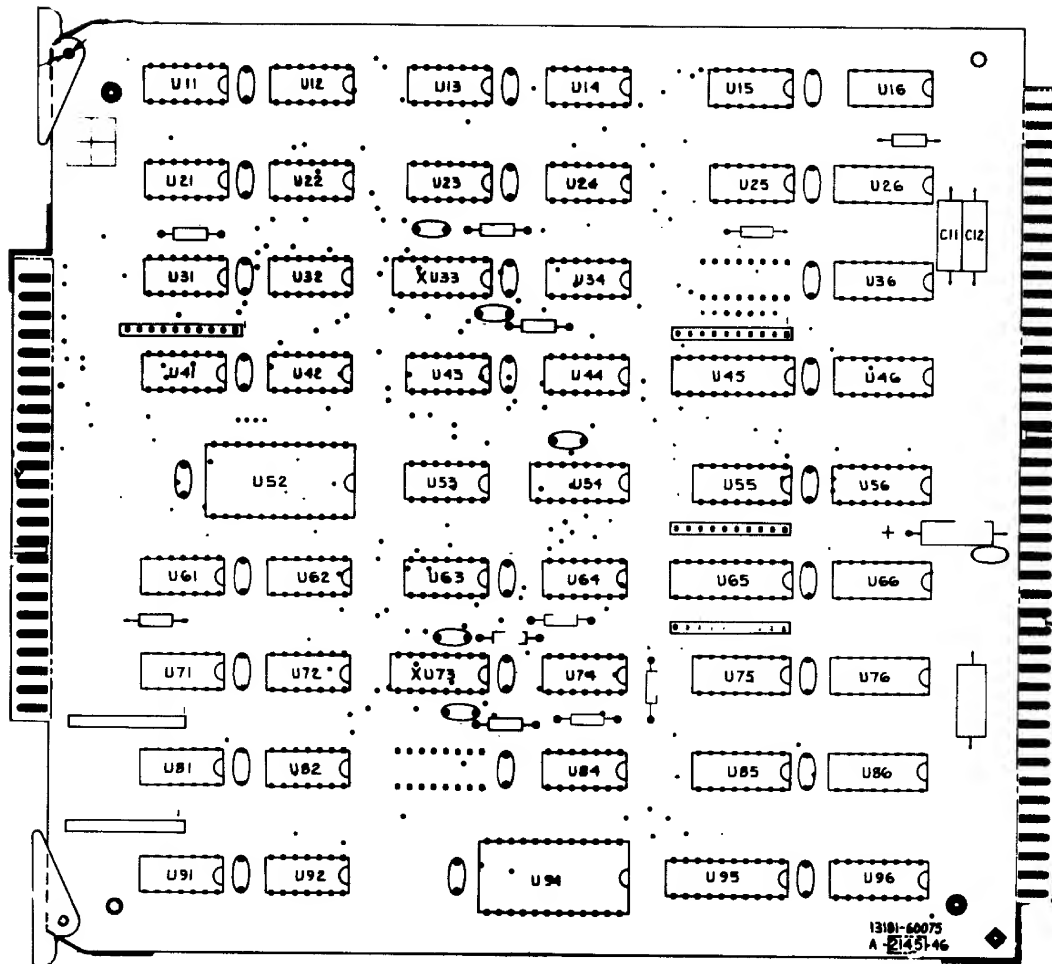 U11 U12 U13 U14 U15 U16
U21 U22 U23 U24 U25 U26
C11 C12
U31 U32 XU33 U34 U36
U41 U42 U43 U44 U45 U46
U52 U53 U54 U55 U56
+
U61 U62 U63 U64 U65 U66
U71 U72 XU73 U74 U75 U76
U81 U82 U84 U85 U86
U91 U92 U94 U95 U96
13181-60075
A-2145-46